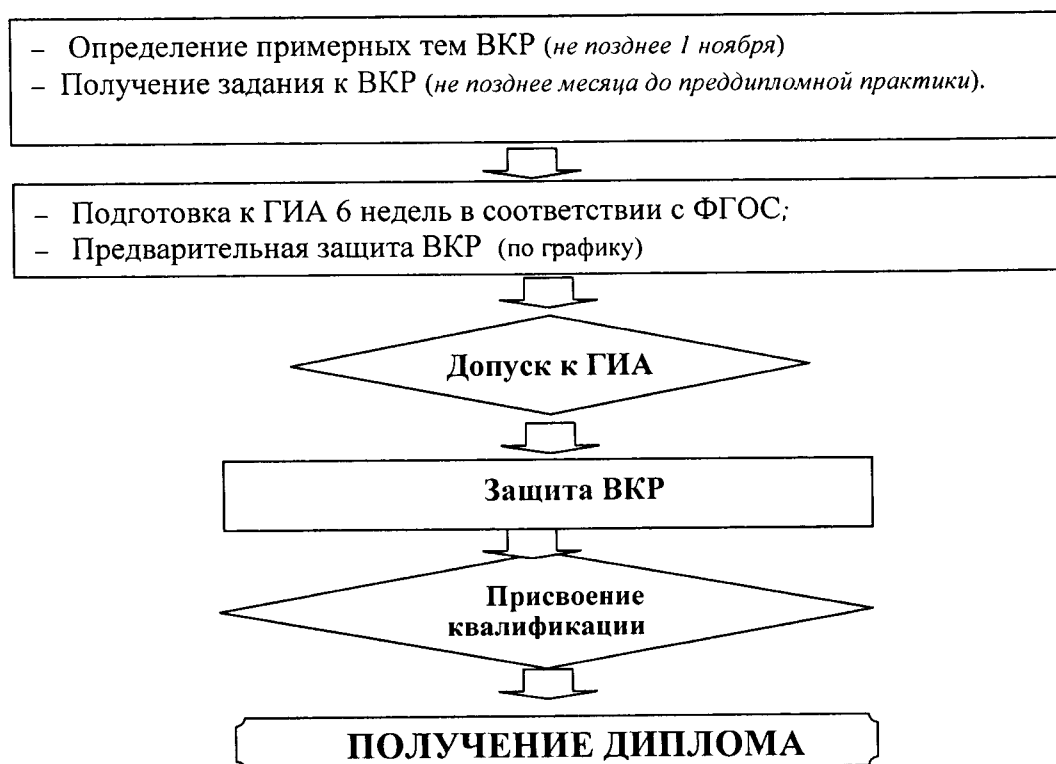 – Определение примерных тем ВКР (не позднее 1 ноября)
– Получение задания к ВКР (не позднее месяца до преддипломной практики).
– Подготовка к ГИА 6 недель в соответствии с ФГОС;
– Предварительная защита ВКР (по графику)
Допуск к ГИА
Защита ВКР
Присвоение
квалификации
ПОЛУЧЕНИЕ ДИПЛОМА